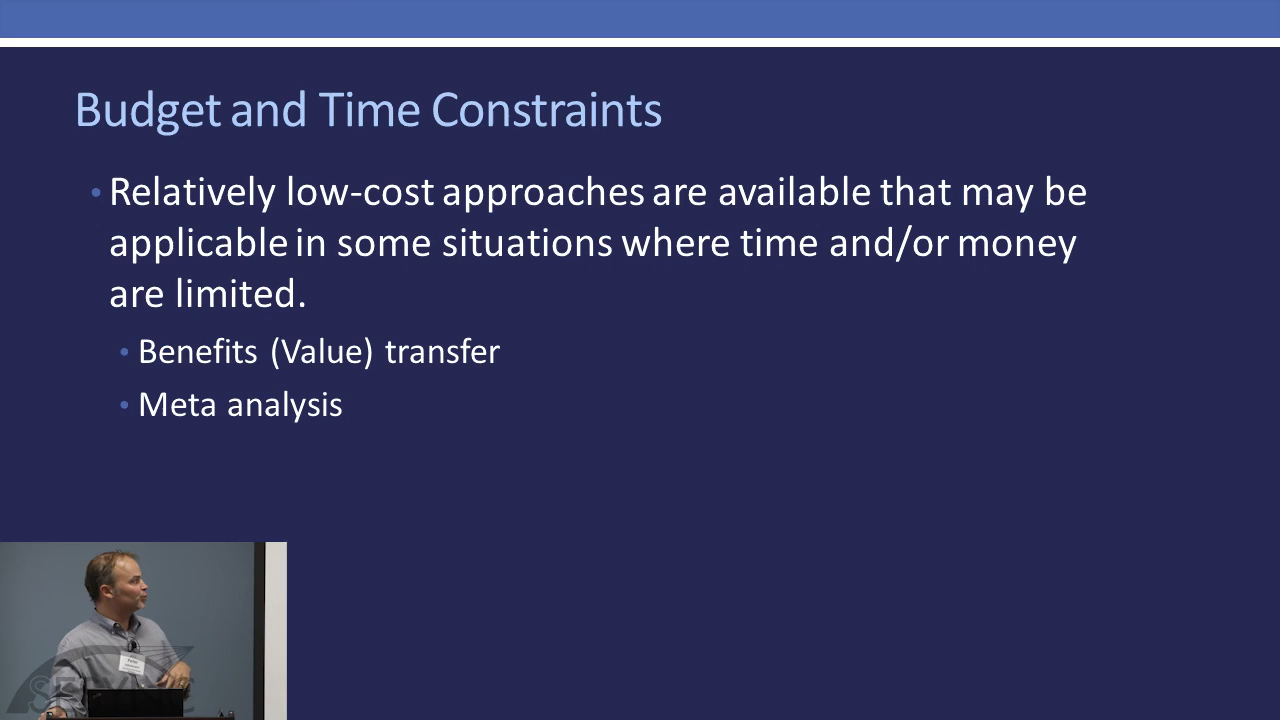 Budget and Time Constraints
• Relatively low-cost approaches are available that may be
applicable in some situations where time and/or money
are limited.
• Benefits (Value) transfer
• Meta analysis